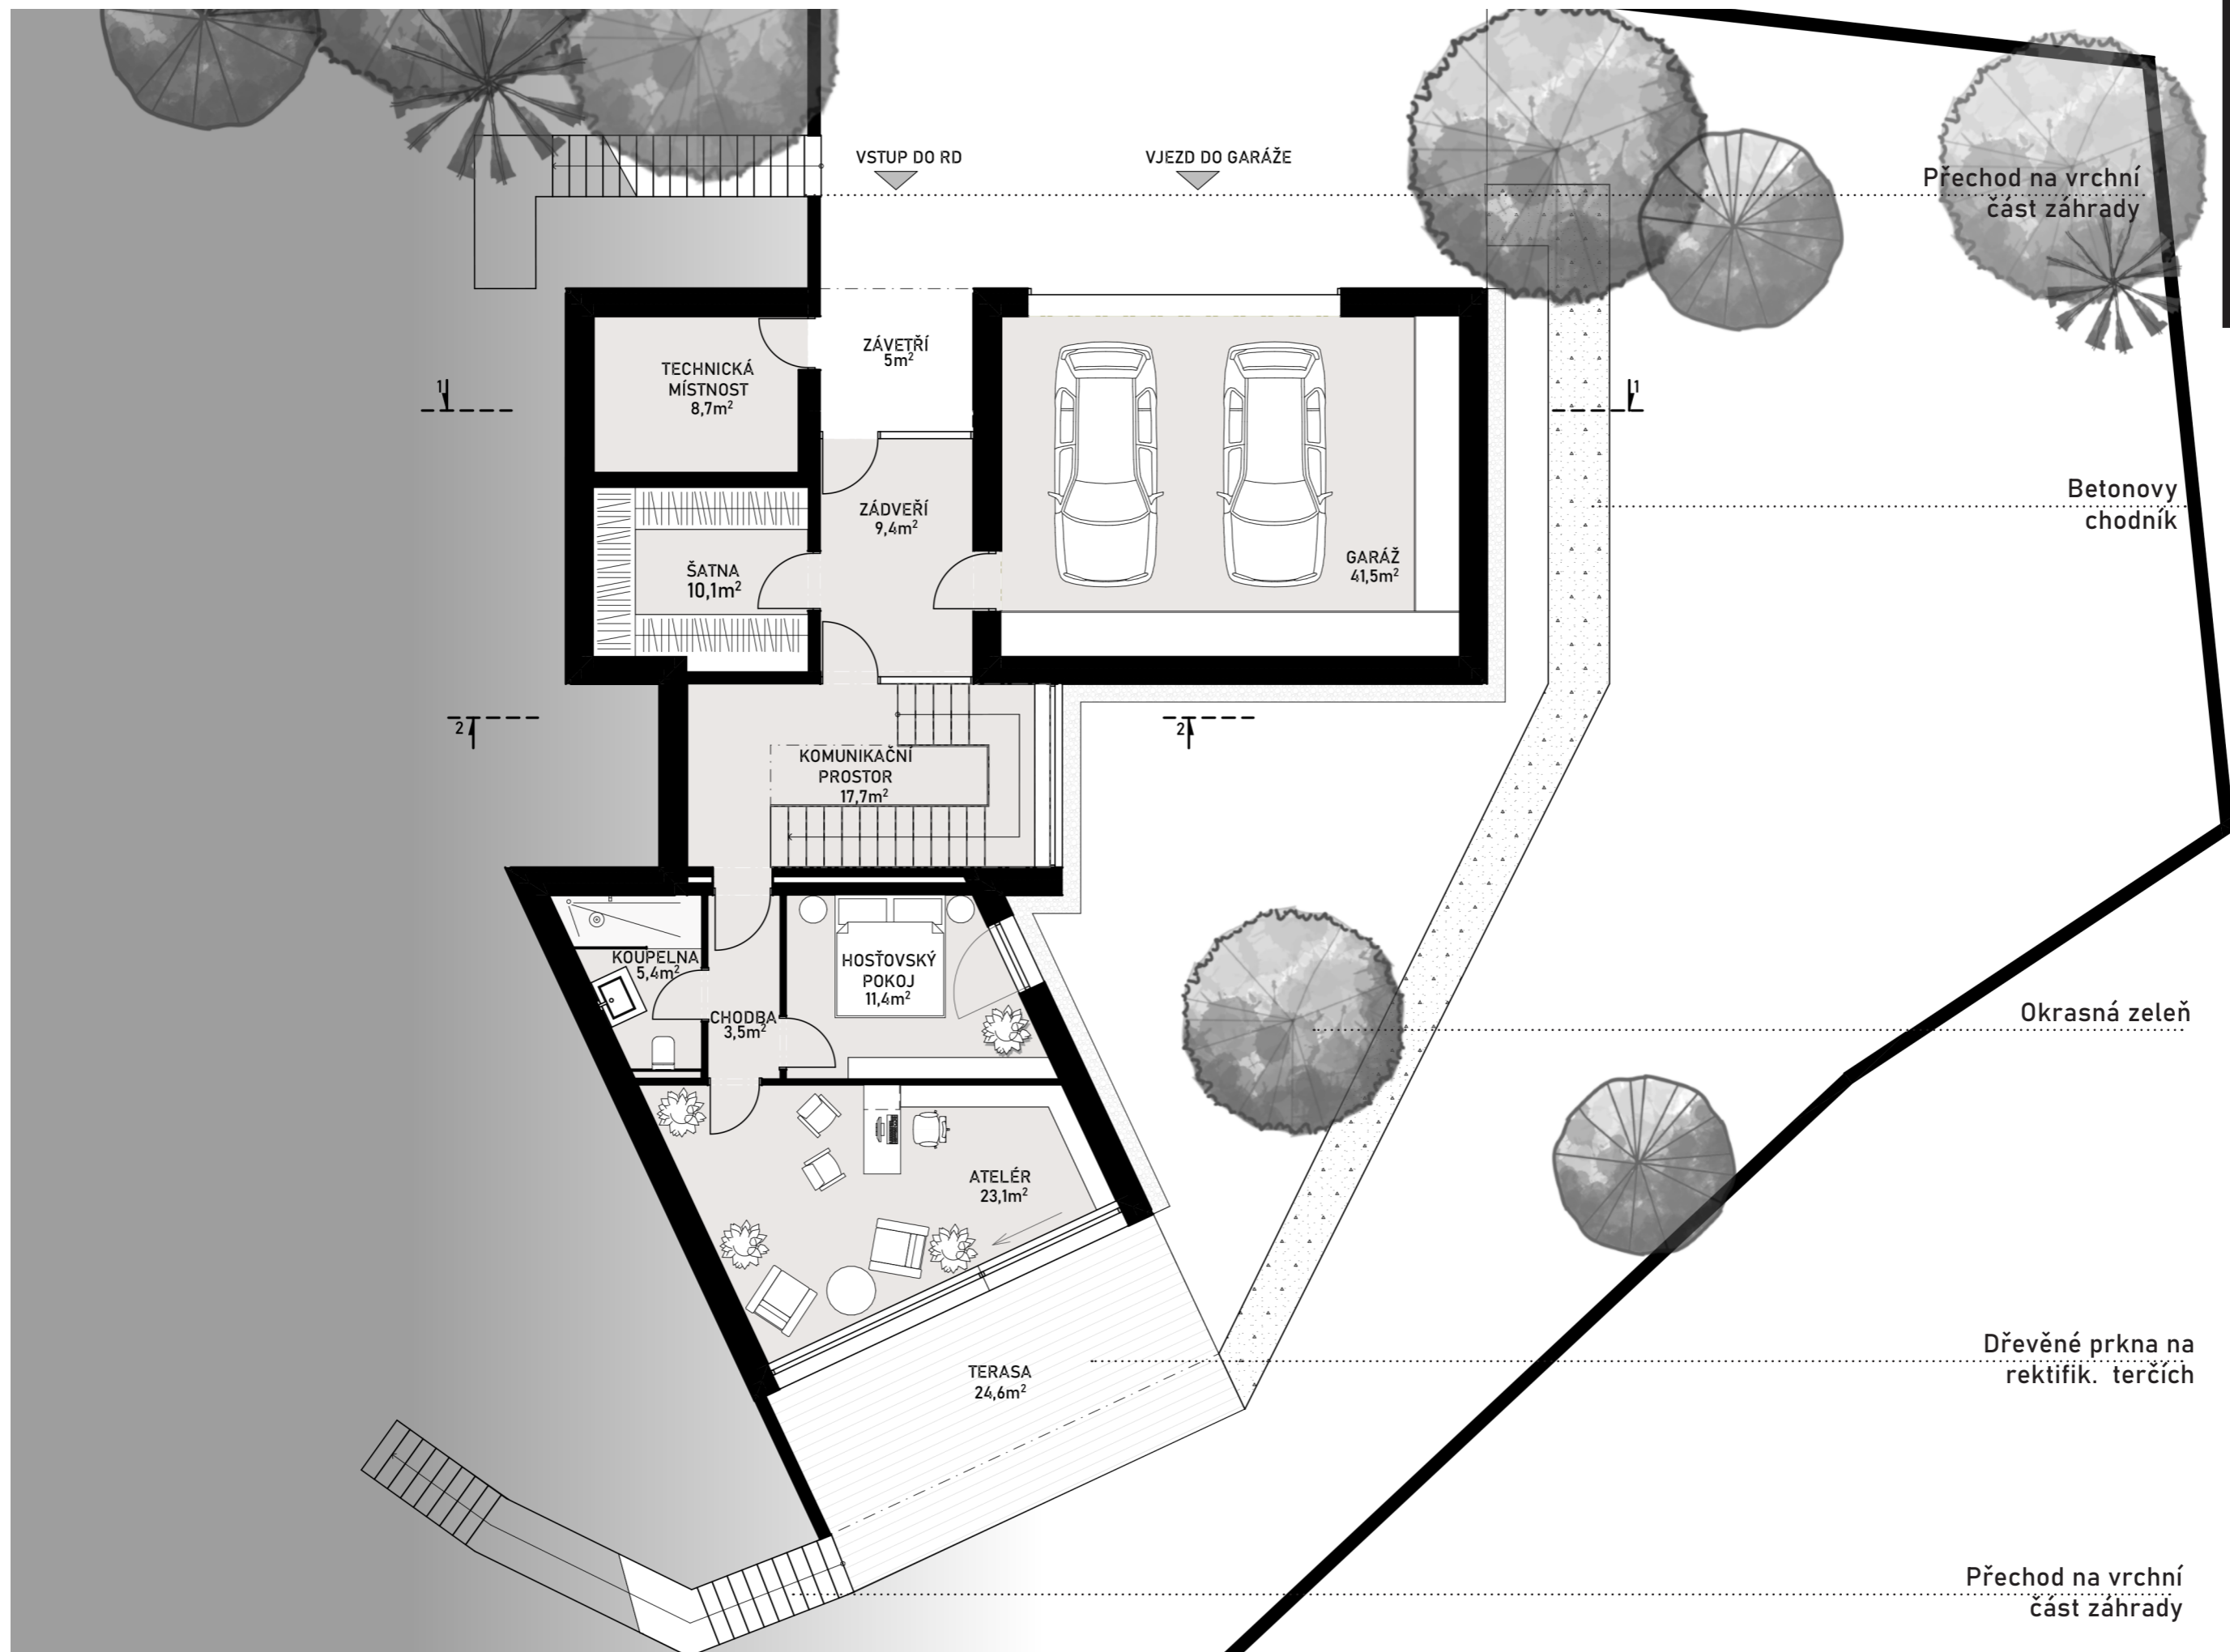 VSTUP DO RD
VJEZD DO GARÁŽE
Přechod na vrchní
část záhrady
ZÁVETŘÍ
5m²
TECHNICKÁ
MÍSTNOST
8,7m²
1
1
Betonovy
chodník
ZÁDVEŘÍ
9,4m²
GARÁŽ
41,5m²
ŠATNA
10,1m²
2
2
KOMUNIKAČNÍ
PROSTOR
17,7m²
KOUPELNA
5,4m²
HOSŤOVSKÝ
POKOJ
11,4m²
CHODBA
3,5m²
Okrasná zeleň
ATELÉR
23,1m²
TERASA
24,6m²
Dřevěné prkna na
rektifik. terčích
Přechod na vrchní
část záhrady